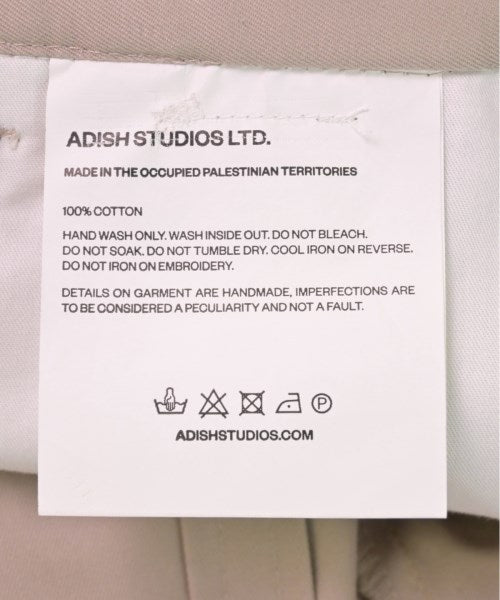 ADISH STUDIOS LTD.
MADE IN THE OCCUPIED PALESTINIAN TERRITORIES
100% COTTON
HAND WASH ONLY. WASH INSIDE OUT. DO NOT BLEACH.
DO NOT SOAK. DO NOT TUMBLE DRY. COOL IRON ON REVERSE.
DO NOT IRON ON EMBROIDERY.
DETAILS ON GARMENT ARE HANDMADE, IMPERFECTIONS ARE
TO BE CONSIDERED A PECULIARITY AND NOT A FAULT.
P
ADISHSTUDIOS.COM